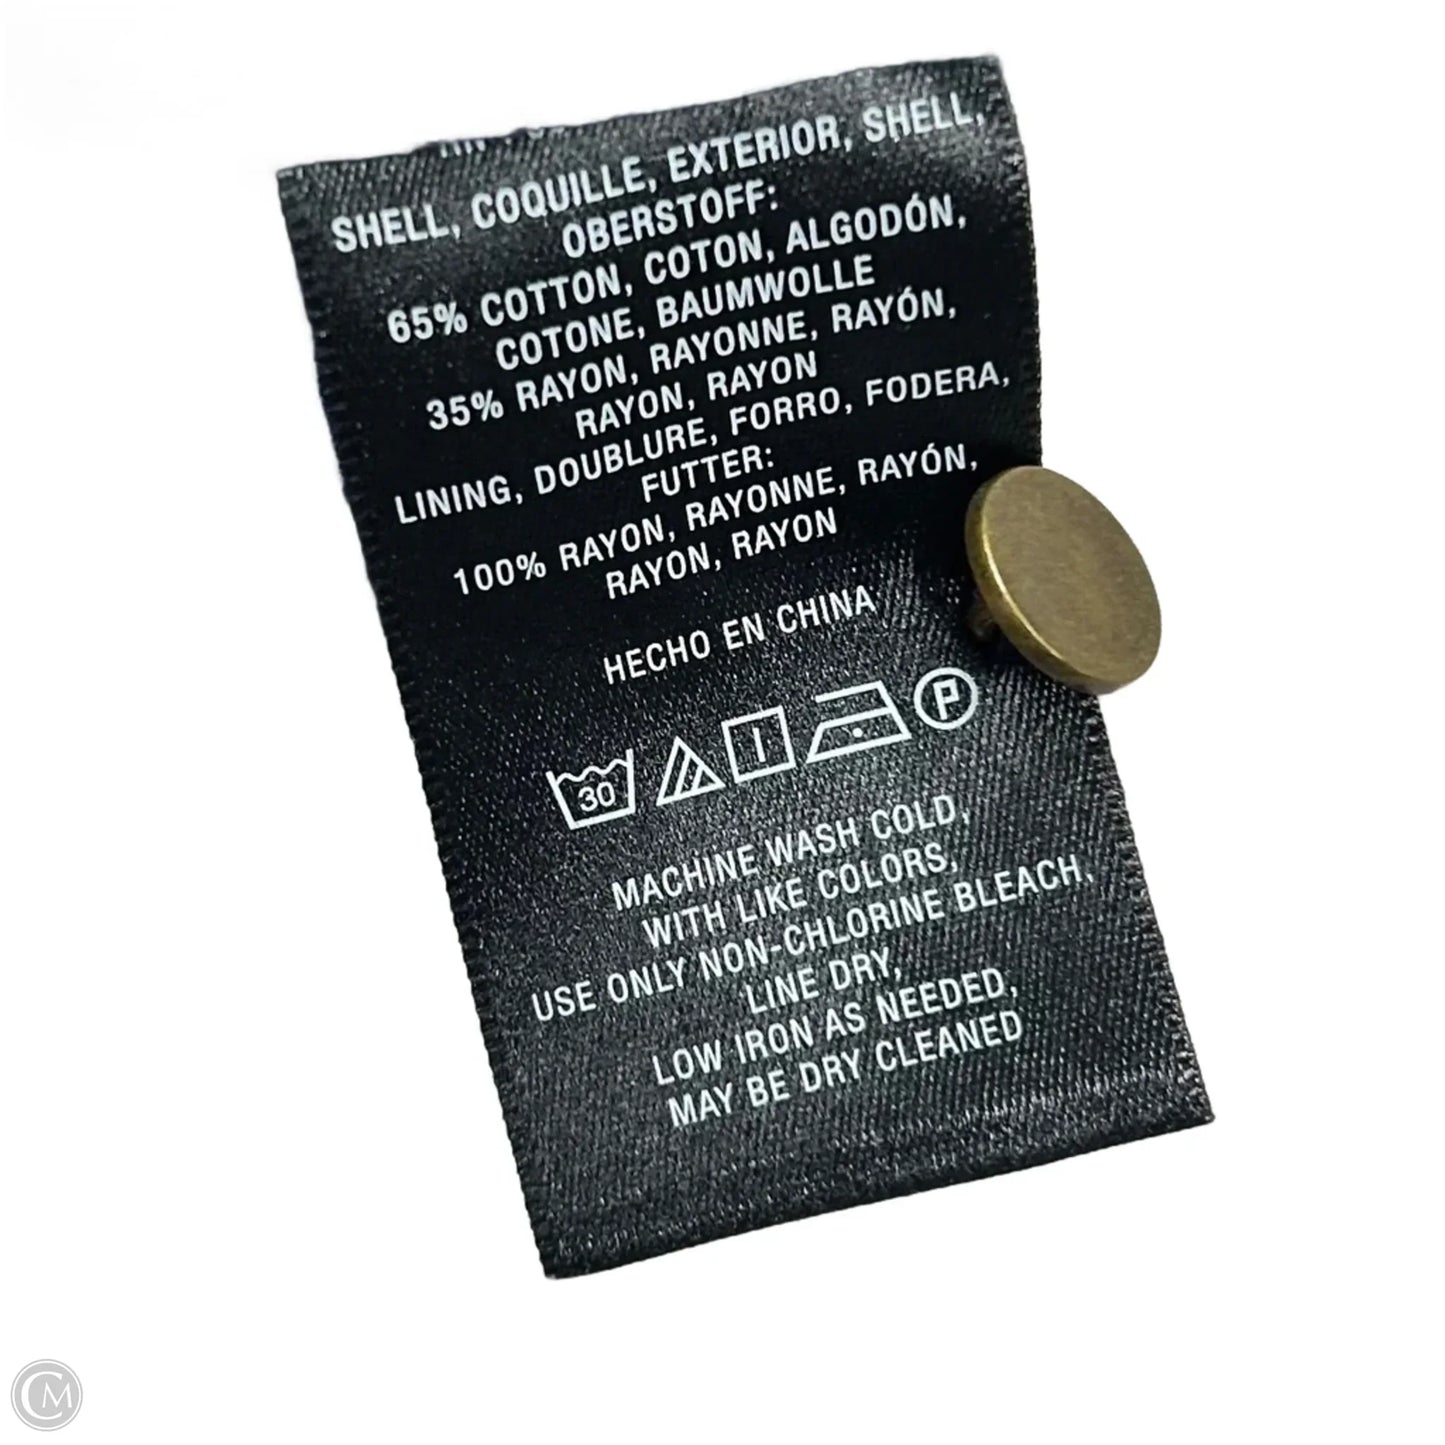 SHELL, COQUILLE, EXTERIOR, SHELL,
OBERSTOFF:
65% COTTON, COTON, ALGODÓN,
COTONE, BAUMWOLLE
35% RAYON, RAYONNE, RAYÓN,
RAYON, RAYON
LINING, DOUBLURE, FORRO, FODERA,
FUTTER:
100% RAYON, RAYONNE, RAYÓN,
RAYON, RAYON
HECHO EN CHINA
30 P
MACHINE WASH COLD,
WITH LIKE COLORS,
USE ONLY NON-CHLORINE BLEACH,
LINE DRY,
LOW IRON AS NEEDED,
MAY BE DRY CLEANED
CM